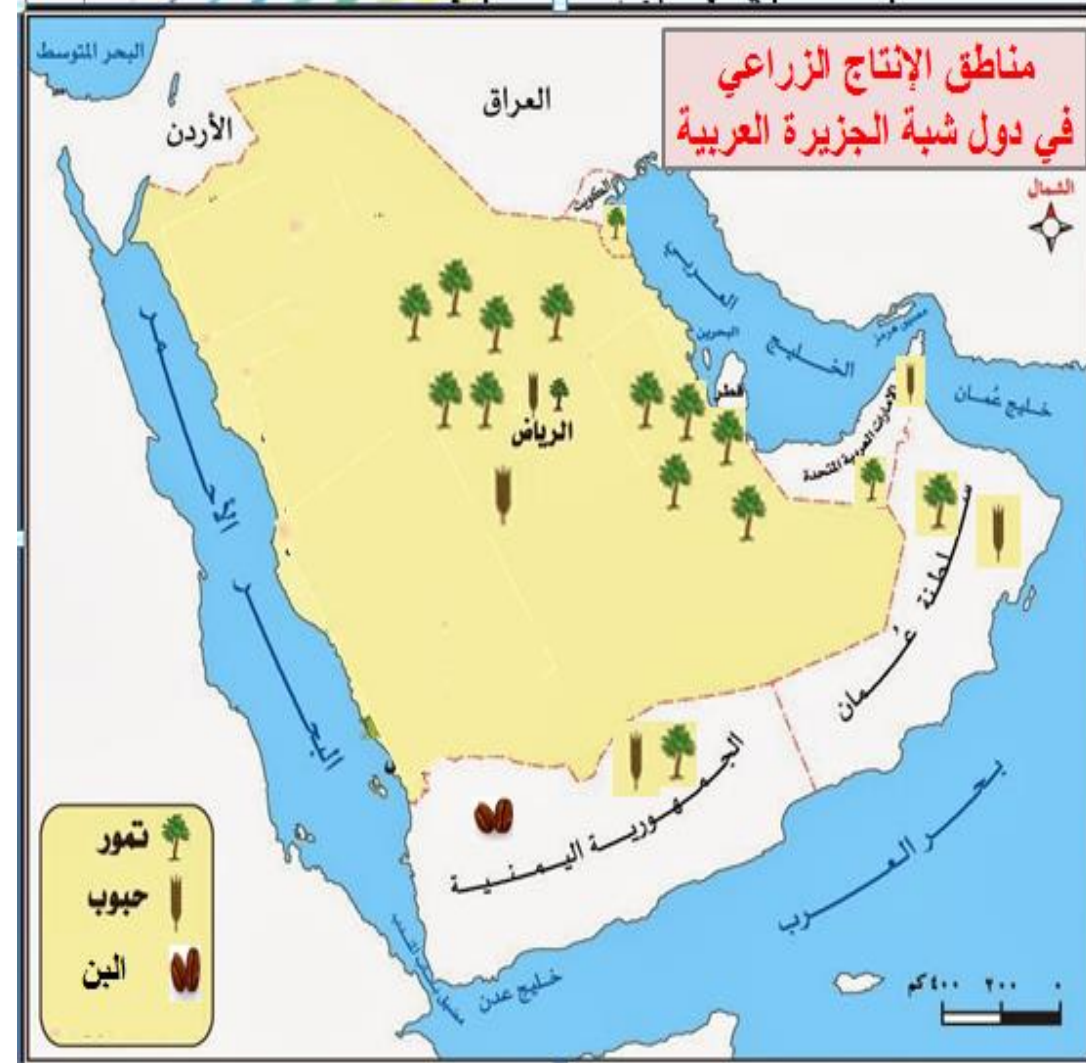 مناطق الإنتاج الزراعي
في دول شبة الجزيرة العربية
البحر المتوسط
العراق
الأردن
الكويت
الشمال
الخليج العربي
البحرين
مضيق هرمز
قطر
خليج عُمان
الإمارات العربية المتحدة
الرياض
سلطنة عُمان
البحر الأحمر
الجمهورية اليمنية
بحر العرب
خليج عدن
تمور
حبوب
البن
٠ ٢٠٠ ٤٠٠ كم